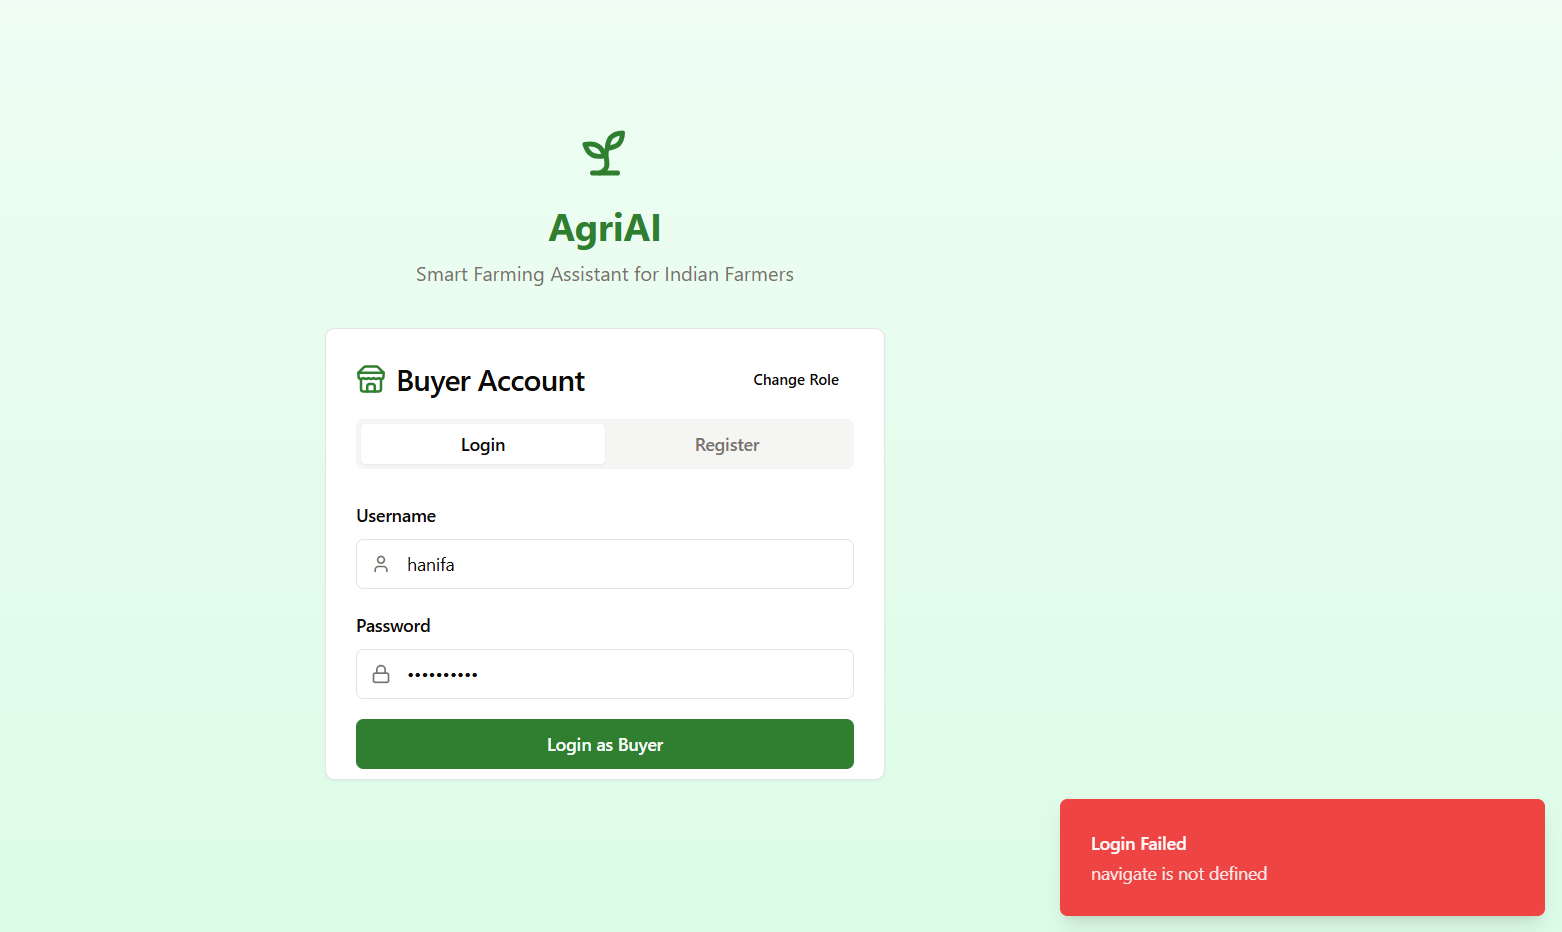 AgriAI
Smart Farming Assistant for Indian Farmers
Buyer Account
Change Role
Login
Register
Username
hanifa
Password
••••••••••
Login as Buyer
Login Failed
navigate is not defined